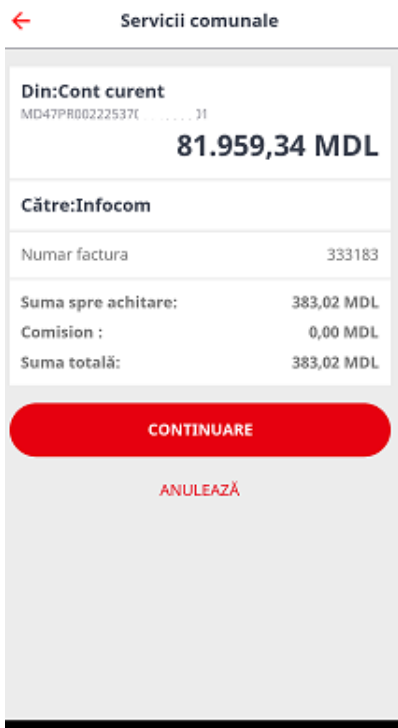 Servicii comunale
Din:Cont curent
81.959,34 MDL
Către:Infocom
Numar factura 333183
Suma spre achitare: 383,02 MDL
Comision : 0,00 MDL
Suma totală: 383,02 MDL
CONTINUARE
ANULEAZĂ